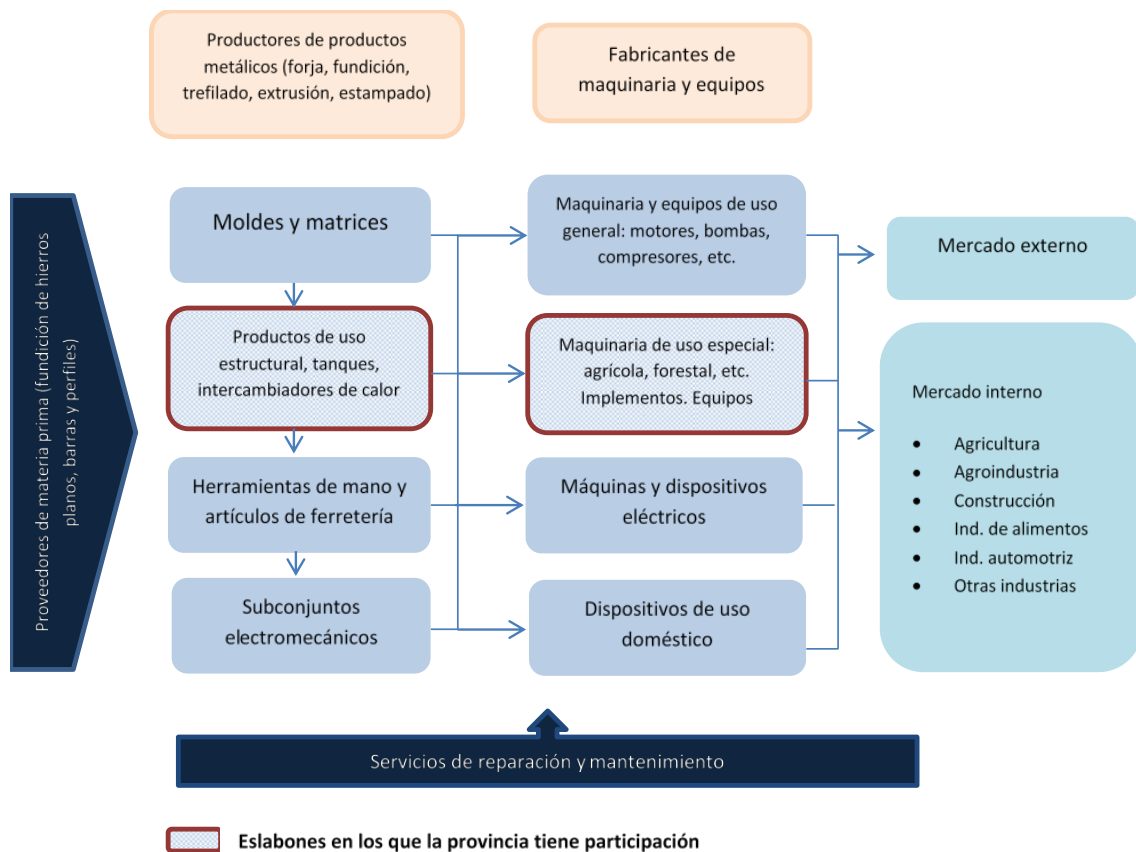 Productores de productos
metálicos (forja, fundición,
trefilado, extrusión, estampado)
Fabricantes de
maquinaria y equipos
Proveedores de materia prima (fundición de hierros
planos, barras y perfiles)
Moldes y matrices
Maquinaria y equipos de uso
general: motores, bombas,
compresores, etc.
Mercado externo
Productos de uso
estructural, tanques,
intercambiadores de calor
Maquinaria de uso especial:
agrícola, forestal, etc.
Implementos. Equipos
Mercado interno
• Agricultura
• Agroindustria
• Construcción
• Ind. de alimentos
• Ind. automotriz
• Otras industrias
Herramientas de mano y
artículos de ferretería
Máquinas y dispositivos
eléctricos
Subconjuntos
electromecánicos
Dispositivos de uso
doméstico
Servicios de reparación y mantenimiento
Eslabones en los que la provincia tiene participación